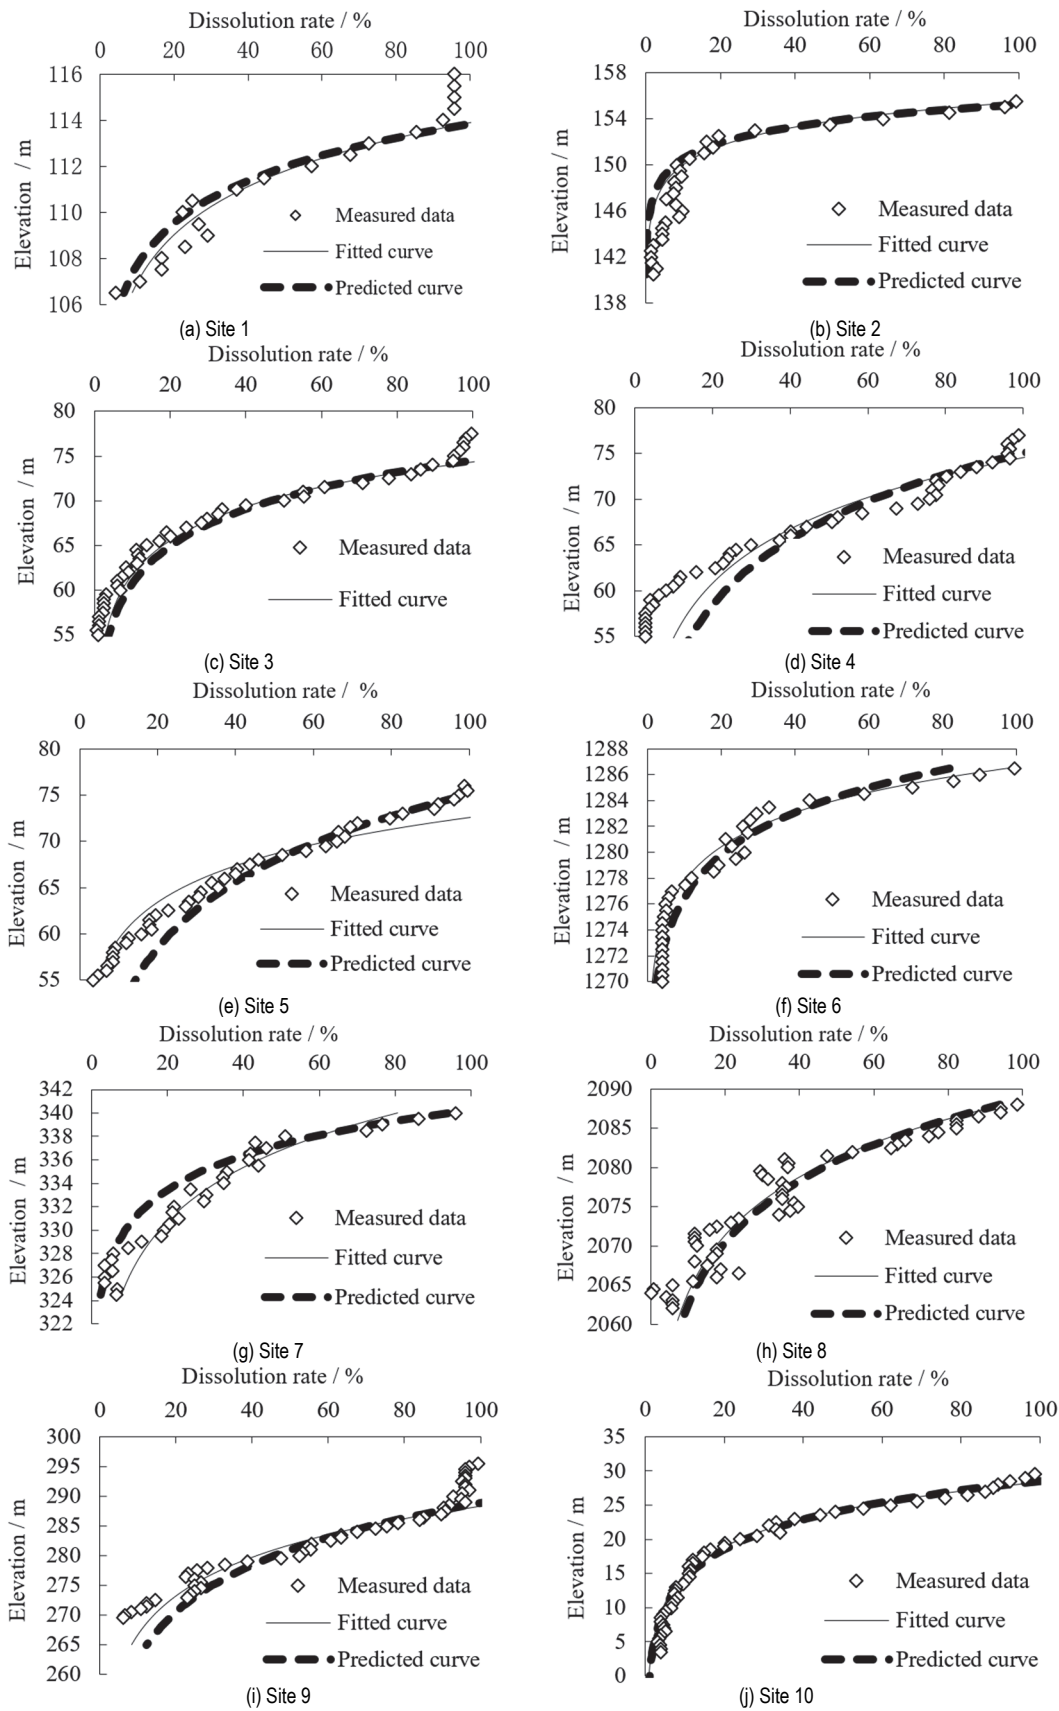 Dissolution rate / %
0 20 40 60 80 100
116
114
112
110
108
106
Elevation / m
Measured data
Fitted curve
Predicted curve
(a) Site 1
Dissolution rate / %
0 20 40 60 80 100
158
154
150
146
142
138
Elevation / m
Measured data
Fitted curve
Predicted curve
(b) Site 2
Dissolution rate / %
0 20 40 60 80 100
80
75
70
65
60
55
Elevation / m
Measured data
Fitted curve
(c) Site 3
Dissolution rate / %
0 20 40 60 80 100
80
75
70
65
60
55
Elevation / m
Measured data
Fitted curve
Predicted curve
(d) Site 4
Dissolution rate / %
0 20 40 60 80 100
80
75
70
65
60
55
Elevation / m
Measured data
Fitted curve
Predicted curve
(e) Site 5
Dissolution rate / %
0 20 40 60 80 100
1288
1286
1284
1282
1280
1278
1276
1274
1272
1270
Elevation / m
Measured data
Fitted curve
Predicted curve
(f) Site 6
Dissolution rate / %
0 20 40 60 80 100
342
340
338
336
334
332
330
328
326
324
322
Elevation / m
Measured data
Fitted curve
Predicted curve
(g) Site 7
Dissolution rate / %
0 20 40 60 80 100
2090
2085
2080
2075
2070
2065
2060
Elevation / m
Measured data
Fitted curve
Predicted curve
(h) Site 8
Dissolution rate / %
0 20 40 60 80 100
300
295
290
285
280
275
270
265
260
Elevation / m
Measured data
Fitted curve
Predicted curve
(i) Site 9
Dissolution rate / %
0 20 40 60 80 100
35
30
25
20
15
10
5
0
Elevation / m
Measured data
Fitted curve
Predicted curve
(j) Site 10